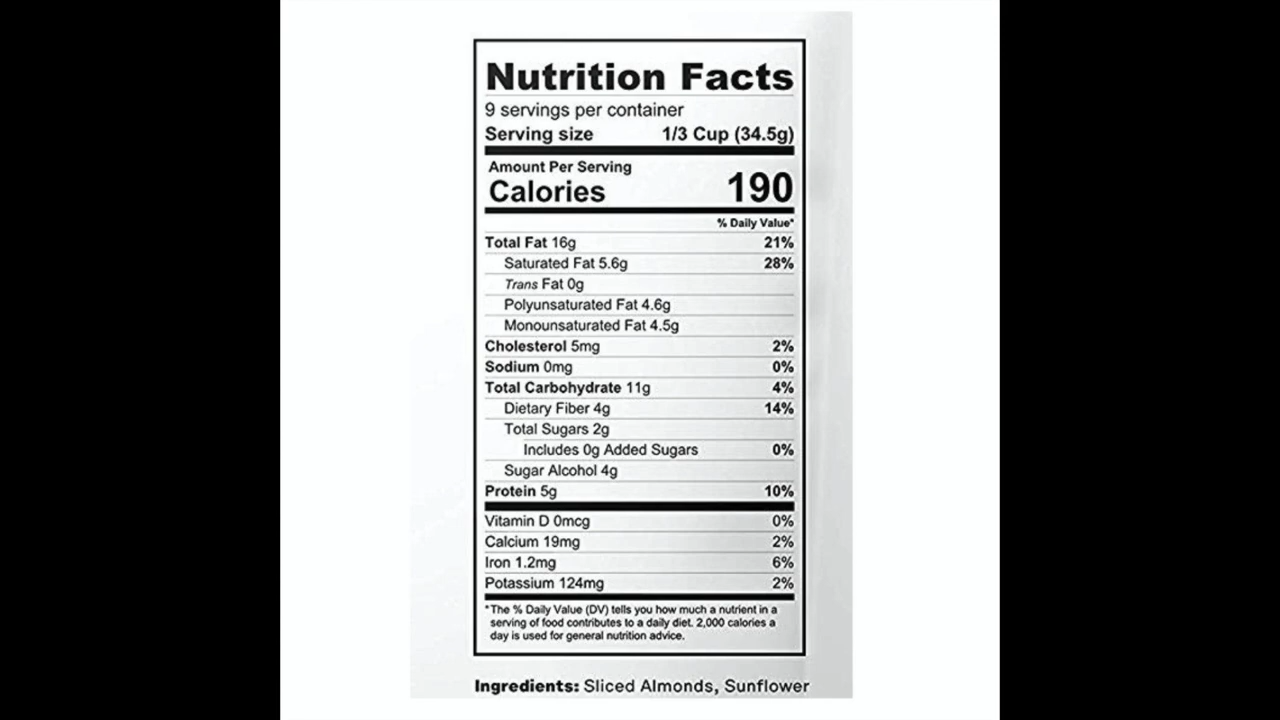 Nutrition Facts
9 servings per container
Serving size 1/3 Cup (34.5g)
Amount Per Serving
Calories 190
% Daily Value*
Total Fat 16g 21%
Saturated Fat 5.6g 28%
Trans Fat 0g
Polyunsaturated Fat 4.6g
Monounsaturated Fat 4.5g
Cholesterol 5mg 2%
Sodium 0mg 0%
Total Carbohydrate 11g 4%
Dietary Fiber 4g 14%
Total Sugars 2g
Includes 0g Added Sugars 0%
Sugar Alcohol 4g
Protein 5g 10%
Vitamin D 0mcg 0%
Calcium 19mg 2%
Iron 1.2mg 6%
Potassium 124mg 2%
*The % Daily Value (DV) tells you how much a nutrient in a
serving of food contributes to a daily diet. 2,000 calories a
day is used for general nutrition advice.
Ingredients: Sliced Almonds, Sunflower